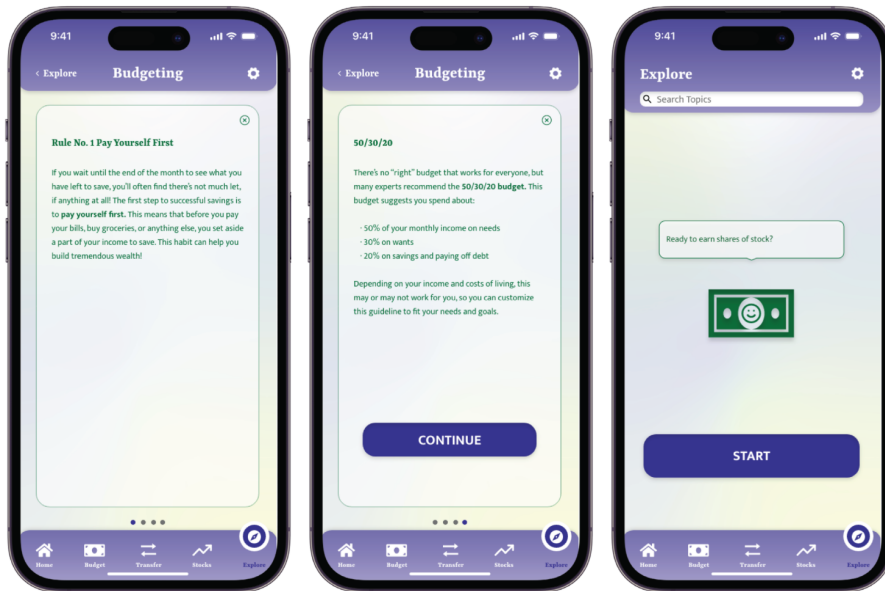 9:41
‹ Explore
Budgeting
Rule No. 1 Pay Yourself First
If you wait until the end of the month to see what you
have left to save, you'll often find there's not much let,
if anything at all! The first step to successful savings is
to pay yourself first. This means that before you pay
your bills, buy groceries, or anything else, you set aside
a part of your income to save. This habit can help you
build tremendous wealth!
Home
Budget
Transfer
Stocks
Explore
9:41
‹ Explore
Budgeting
50/30/20
There's no “right” budget that works for everyone, but
many experts recommend the 50/30/20 budget. This
budget suggests you spend about:
· 50% of your monthly income on needs
· 30% on wants
· 20% on savings and paying off debt
Depending on your income and costs of living, this
may or may not work for you, so you can customize
this guideline to fit your needs and goals.
CONTINUE
Home
Budget
Transfer
Stocks
Explore
9:41
Explore
Search Topics
Ready to earn shares of stock?
START
Home
Budget
Transfer
Stocks
Explore